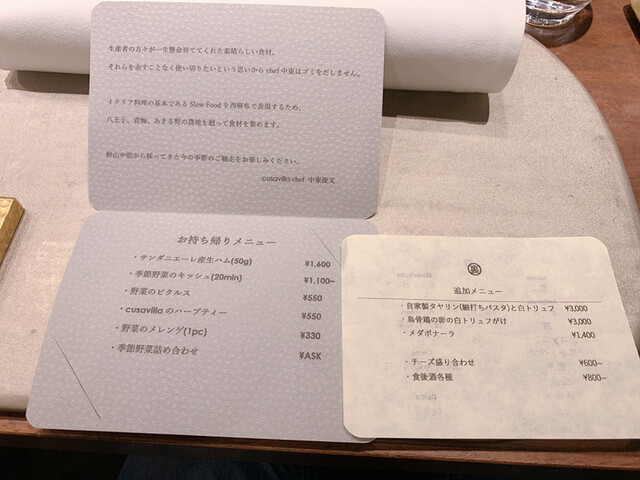 生産者の方々が一生懸命育ててくれた素晴らしい食材。
それらを余すことなく使い切りたいという思いから chef 中東はゴミをだしません。
イタリア料理の基本である Slow Food を西麻布で表現するため、
八王子、青梅、あきる野の農地を廻って食材を集めます。
野山や畑から採ってきた今の季節のご馳走をお楽しみください。
cusavilla chef 中東俊文
お持ち帰りメニュー
・サンダニエーレ産生ハム(50g) ¥1,600
・季節野菜のキッシュ(20min) ¥1,100~
・野菜のピクルス ¥550
・cusavilla のハーブティー ¥550
・野菜のメレンゲ(1pc) ¥330
・季節野菜詰め合わせ ¥ASK
裏
追加メニュー
・自家製タヤリン(細打ちパスタ)と白トリュフ ¥3,000
・烏骨鶏の卵の白トリュフがけ ¥3,000
・メダボナーラ ¥1,400
・チーズ盛り合わせ ¥600~
・食後酒各種 ¥800~